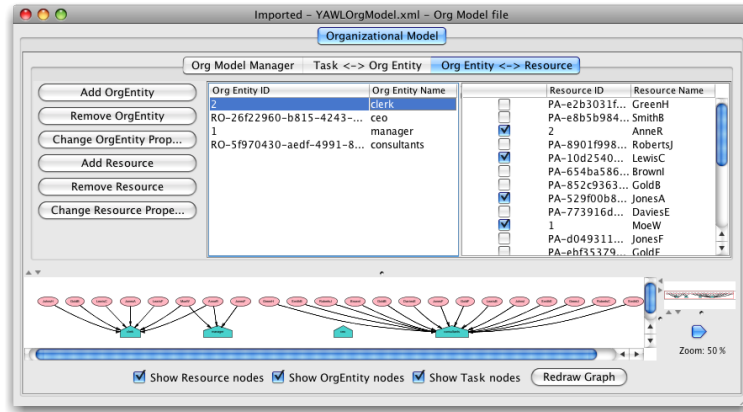 Imported - YAWLOrgModel.xml - Org Model file
Organizational Model
Org Model Manager Task <-> Org Entity Org Entity <-> Resource
Add OrgEntity
Remove OrgEntity
Change OrgEntity Prop...
Add Resource
Remove Resource
Change Resource Prope...
Org Entity ID Org Entity Name
2 clerk
RO-26f22960-b815-4243-... ceo
1 manager
RO-5f970430-aedf-4991-8... consultants
Resource ID Resource Name
PA-e2b3031f... GreenH
PA-e8b5b984... SmithB
2 AnneR
PA-8901f998... RobertsJ
PA-10d2540... LewisC
PA-654ba586... BrownI
PA-852c9363... GoldB
PA-529f00b8... JonesA
PA-773916d... DaviesE
1 MoeW
PA-d049311... JonesF
PA-ebf35379... GoldF
Zoom: 50 %
Show Resource nodes Show OrgEntity nodes Show Task nodes Redraw Graph